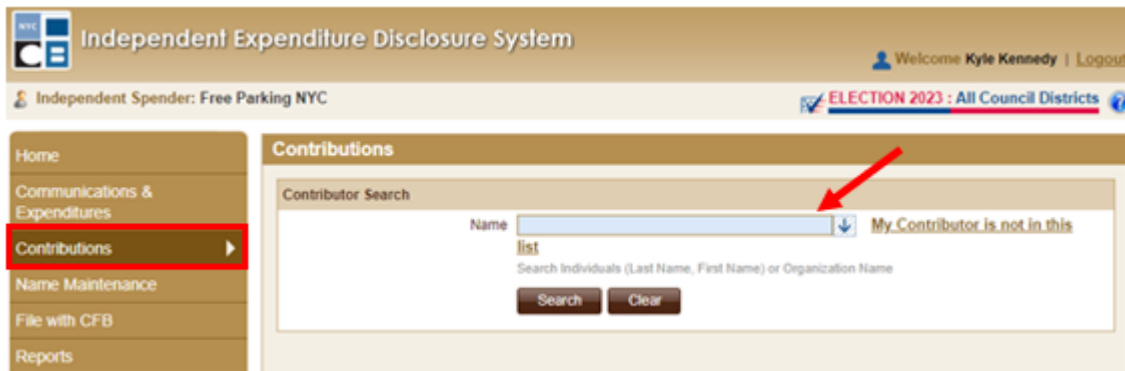 NYC
CB
Independent Expenditure Disclosure System
Welcome Kyle Kennedy | Logout
Independent Spender: Free Parking NYC
ELECTION 2023 : All Council Districts ?
Home
Communications &
Expenditures
Contributions
Name Maintenance
File with CFB
Reports
Contributions
Contributor Search
Name
My Contributor is not in this
list
Search Individuals (Last Name, First Name) or Organization Name
Search Clear